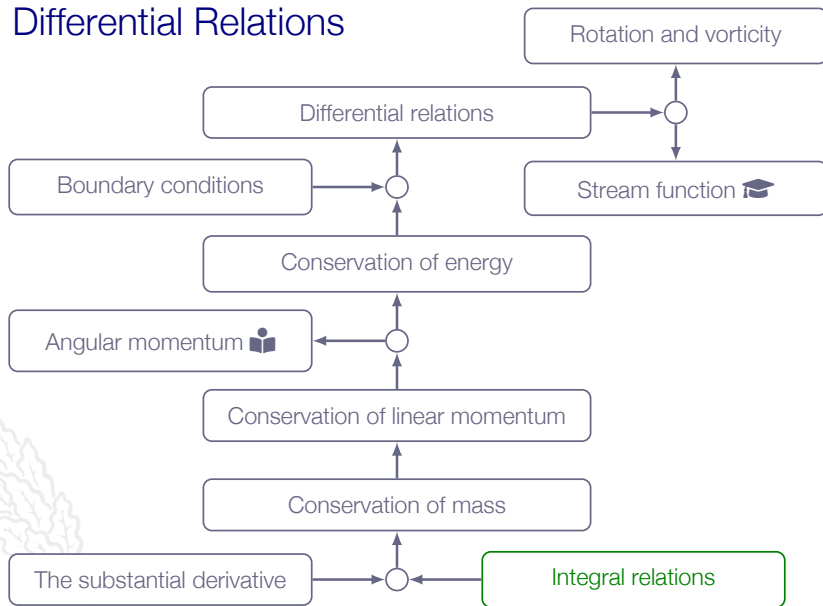 Differential Relations
Rotation and vorticity
Differential relations
Boundary conditions
Stream function
Conservation of energy
Angular momentum
Conservation of linear momentum
Conservation of mass
The substantial derivative
Integral relations